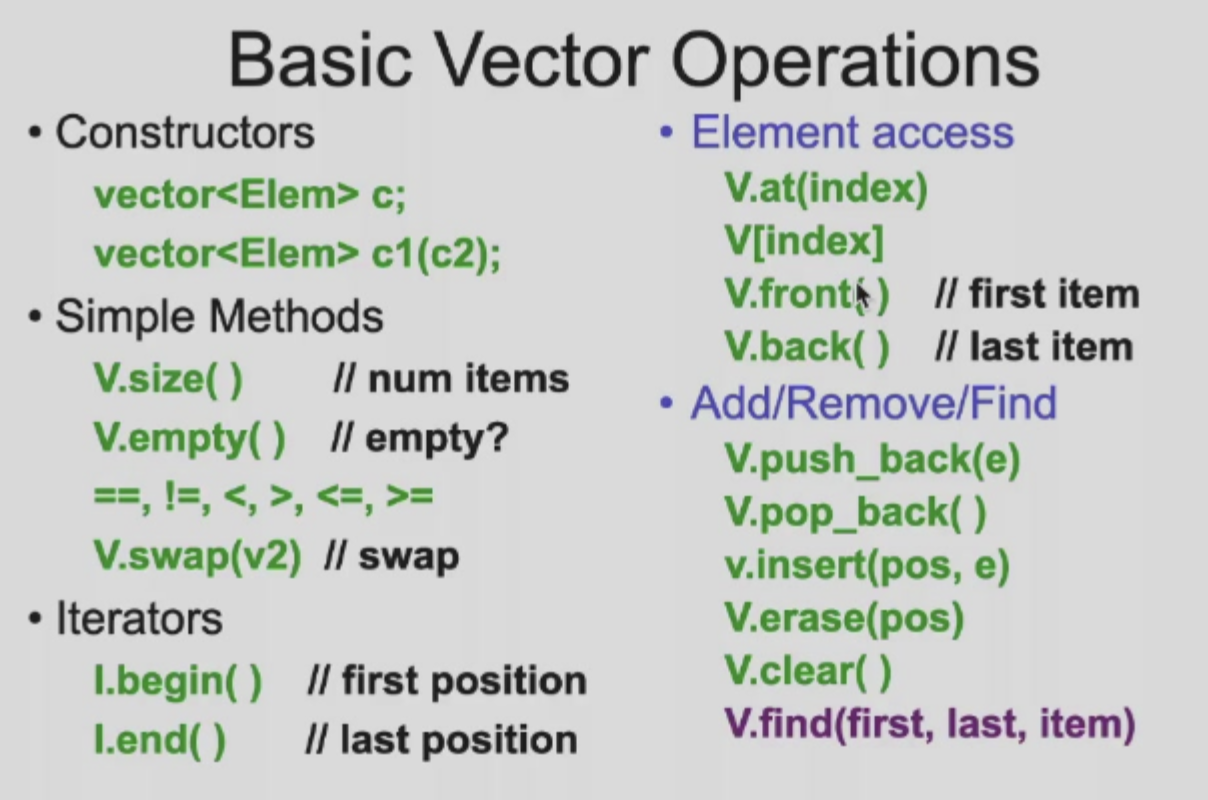 Basic Vector Operations
• Constructors
vector<Elem> c;
vector<Elem> c1(c2);
• Simple Methods
V.size( ) // num items
V.empty( ) // empty?
==, !=, <, >, <=, >=
V.swap(v2) // swap
• Iterators
I.begin( ) // first position
I.end( ) // last position
• Element access
V.at(index)
V[index]
V.front( ) // first item
V.back( ) // last item
• Add/Remove/Find
V.push_back(e)
V.pop_back( )
v.insert(pos, e)
V.erase(pos)
V.clear( )
V.find(first, last, item)